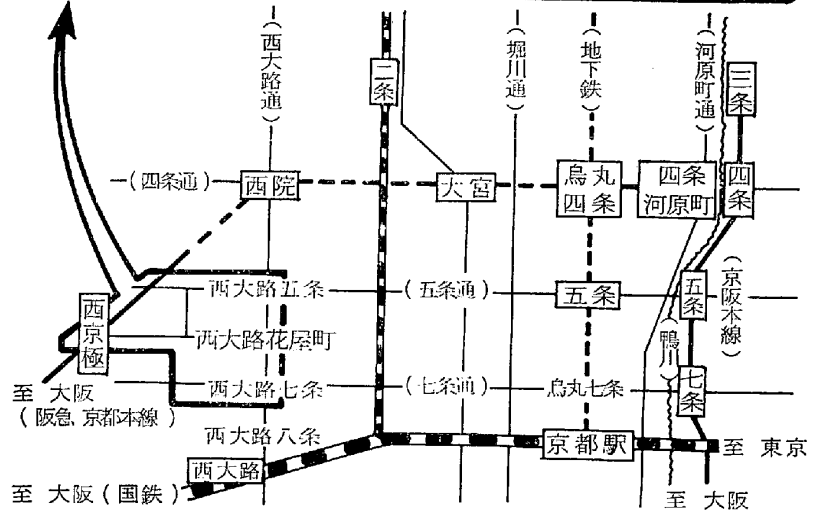 (西大路通)
二条
(堀川通)
(地下鉄)
(河原町通)
三条
(四条通)
西院
大宮
烏丸
四条
四条
河原町
四条
西京極
西大路五条
(五条通)
五条
五条
(京阪本線)
西大路花屋町
(鴨川)
西大路七条
(七条通)
烏丸七条
七条
至 大阪
(阪急、京都本線)
西大路八条
西大路
京都駅
至 東京
至 大阪(国鉄)
至 大阪